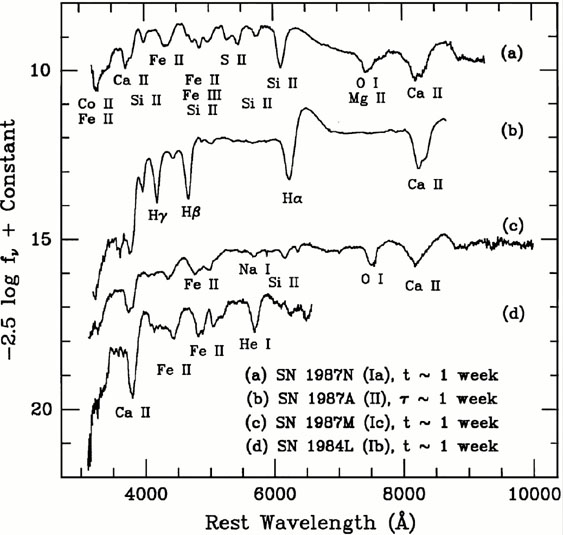 (a)
Fe II S II
10
Ca II Si II O I Ca II
Co II Si II Fe II Si II Mg II
Fe II Fe III
Si II
(b)
Hγ Hβ Hα Ca II
15
(c)
Fe II Na I Si II O I Ca II
(d)
Fe II Fe II He I
20
Ca II
(a) SN 1987N (Ia), t ~ 1 week
(b) SN 1987A (II), τ ~ 1 week
(c) SN 1987M (Ic), t ~ 1 week
(d) SN 1984L (Ib), t ~ 1 week
4000 6000 8000 10000
Rest Wavelength (Å)
−2.5 log fν + Constant